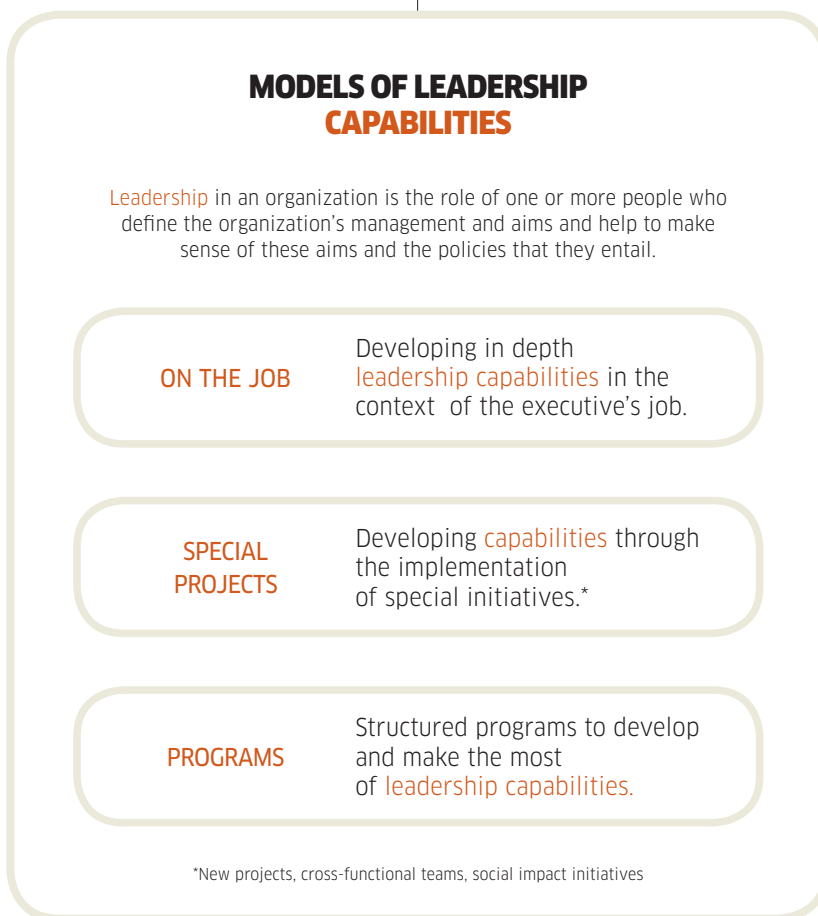 MODELS OF LEADERSHIP
CAPABILITIES
Leadership in an organization is the role of one or more people who
define the organization’s management and aims and help to make
sense of these aims and the policies that they entail.
ON THE JOB
Developing in depth
leadership capabilities in the
context of the executive’s job.
SPECIAL
PROJECTS
Developing capabilities through
the implementation
of special initiatives.*
PROGRAMS
Structured programs to develop
and make the most
of leadership capabilities.
*New projects, cross-functional teams, social impact initiatives